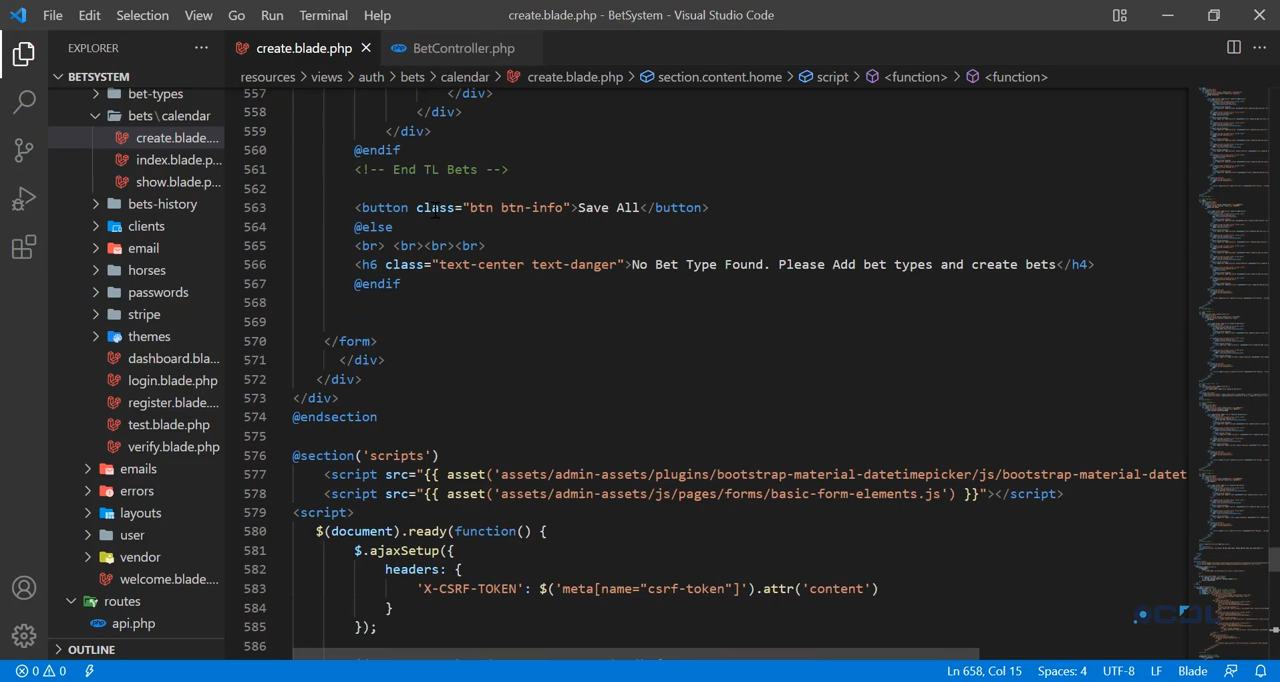 File Edit Selection View Go Run Terminal Help create.blade.php - BetSystem - Visual Studio Code
EXPLORER
create.blade.php
BetController.php
resources > views > auth > bets > calendar > create.blade.php > section.content.home > script > <function> > <function>
BETSYSTEM
bet-types
bets\calendar
create.blade....
index.blade.p...
show.blade.p...
bets-history
clients
email
horses
passwords
stripe
themes
dashboard.bla...
login.blade.php
register.blade....
test.blade.php
verify.blade.php
emails
errors
layouts
user
vendor
welcome.blade....
routes
api.php
OUTLINE
557 </div>
558 </div>
559 </div>
560 @endif
561 <!-- End TL Bets -->
562
563 <button class="btn btn-info">Save All</button>
564 @else
565 <br> <br><br><br>
566 <h6 class="text-center text-danger">No Bet Type Found. Please Add bet types and create bets</h4>
567 @endif
568
569
570 </form>
571 </div>
572 </div>
573 </div>
574 @endsection
575
576 @section('scripts')
577 <script src="{{ asset('assets/admin-assets/plugins/bootstrap-material-datetimepicker/js/bootstrap-material-datet
578 <script src="{{ asset('assets/admin-assets/js/pages/forms/basic-form-elements.js') }}"></script>
579 <script>
580 $(document).ready(function() {
581 $.ajaxSetup({
582 headers: {
583 'X-CSRF-TOKEN': $('meta[name="csrf-token"]').attr('content')
584 }
585 });
586
0 0 Ln 658, Col 15 Spaces: 4 UTF-8 LF Blade